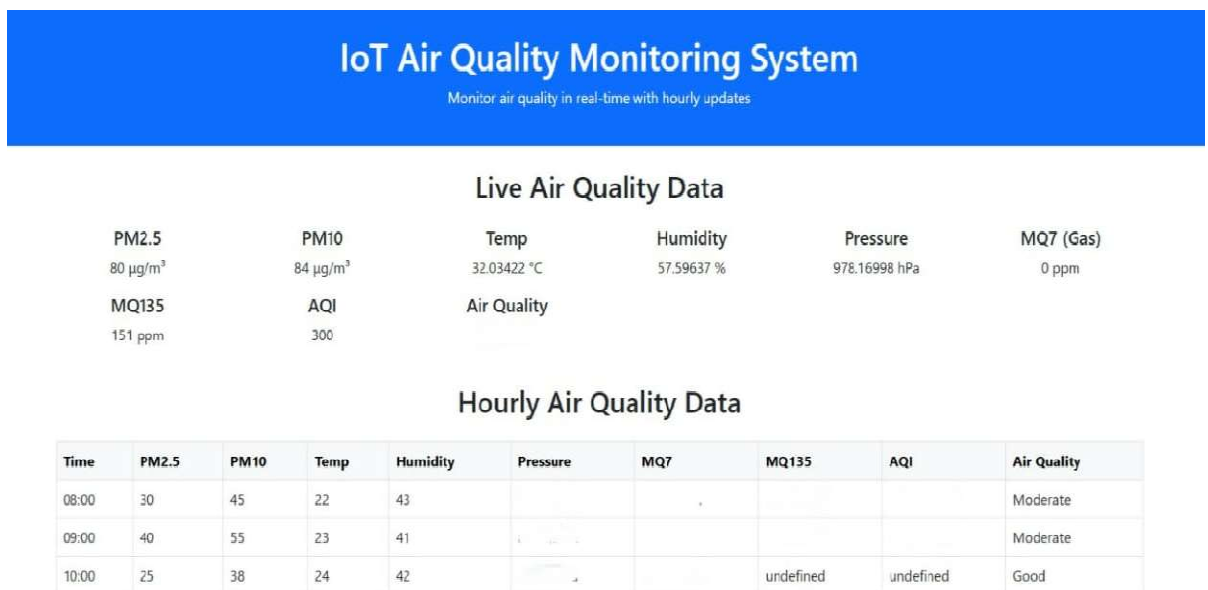 IoT Air Quality Monitoring System
Monitor air quality in real-time with hourly updates
Live Air Quality Data
PM2.5 PM10 Temp Humidity Pressure MQ7 (Gas)
80 µg/m³ 84 µg/m³ 32.03422 °C 57.59637 % 978.16998 hPa 0 ppm
MQ135 AQI Air Quality
151 ppm 300
Hourly Air Quality Data
Time PM2.5 PM10 Temp Humidity Pressure MQ7 MQ135 AQI Air Quality
08:00 30 45 22 43 Moderate
09:00 40 55 23 41 Moderate
10:00 25 38 24 42 undefined undefined Good